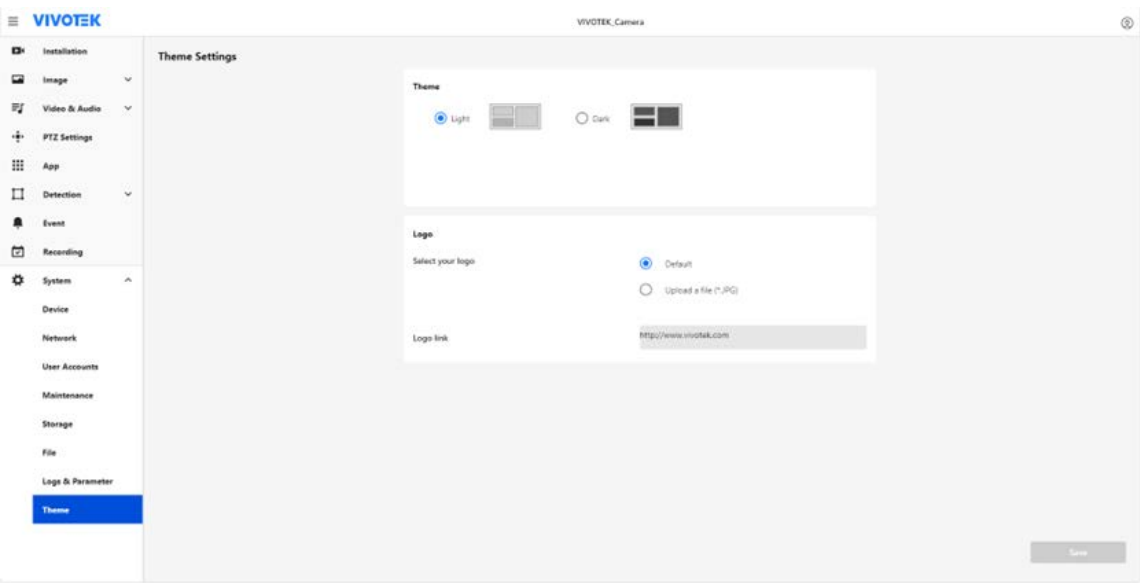 VIVOTEK
VIVOTEK_Camera
Installation
Image
Video & Audio
PTZ Settings
App
Detection
Event
Recording
System
Device
Network
User Accounts
Maintenance
Storage
File
Logs & Parameter
Theme
Theme Settings
Theme
Light
Dark
Logo
Select your logo
Default
Upload a file (*.JPG)
Logo link
http://www.vivotek.com
Save